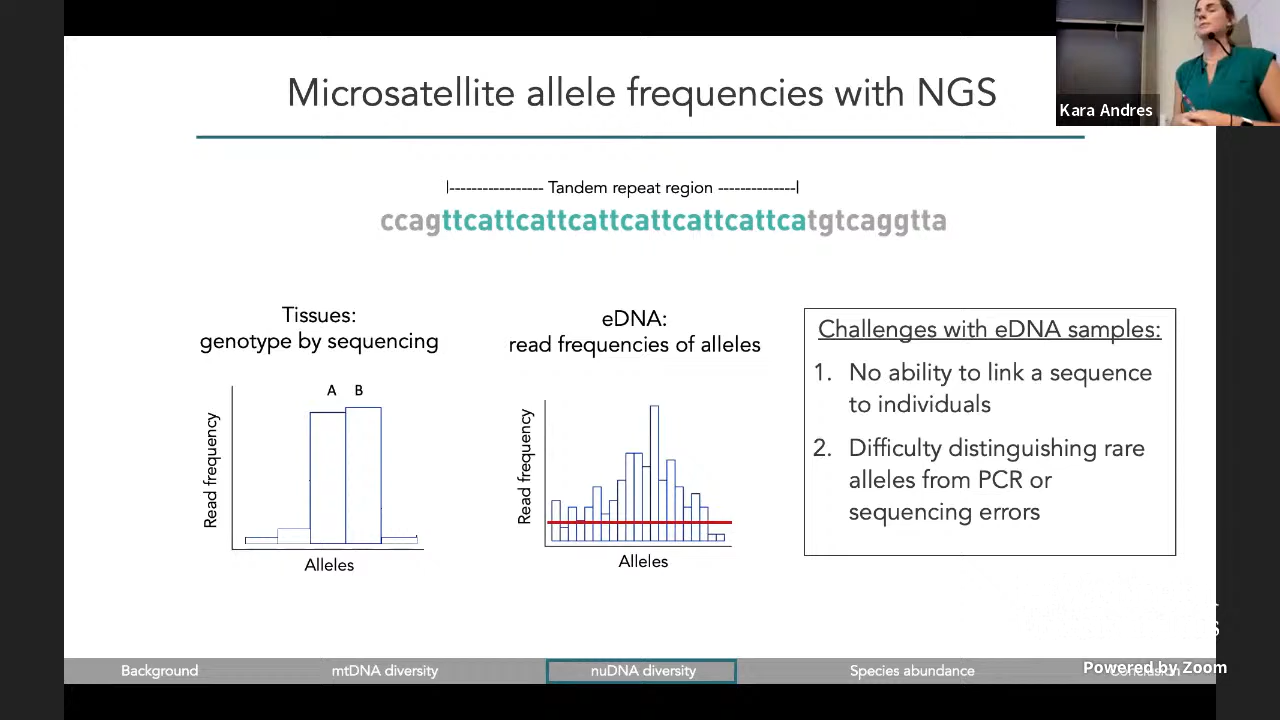 Microsatellite allele frequencies with NGS
Kara Andres
|----------------- Tandem repeat region --------------|
ccagttcattcattcattcattcattcattcattcatgtcaggtta
Tissues:
genotype by sequencing
A B
Read frequency
Alleles
eDNA:
read frequencies of alleles
Read frequency
Alleles
Challenges with eDNA samples:
1. No ability to link a sequence
to individuals
2. Difficulty distinguishing rare
alleles from PCR or
sequencing errors
Background
mtDNA diversity
nuDNA diversity
Species abundance
Conclusion
Powered by Zoom